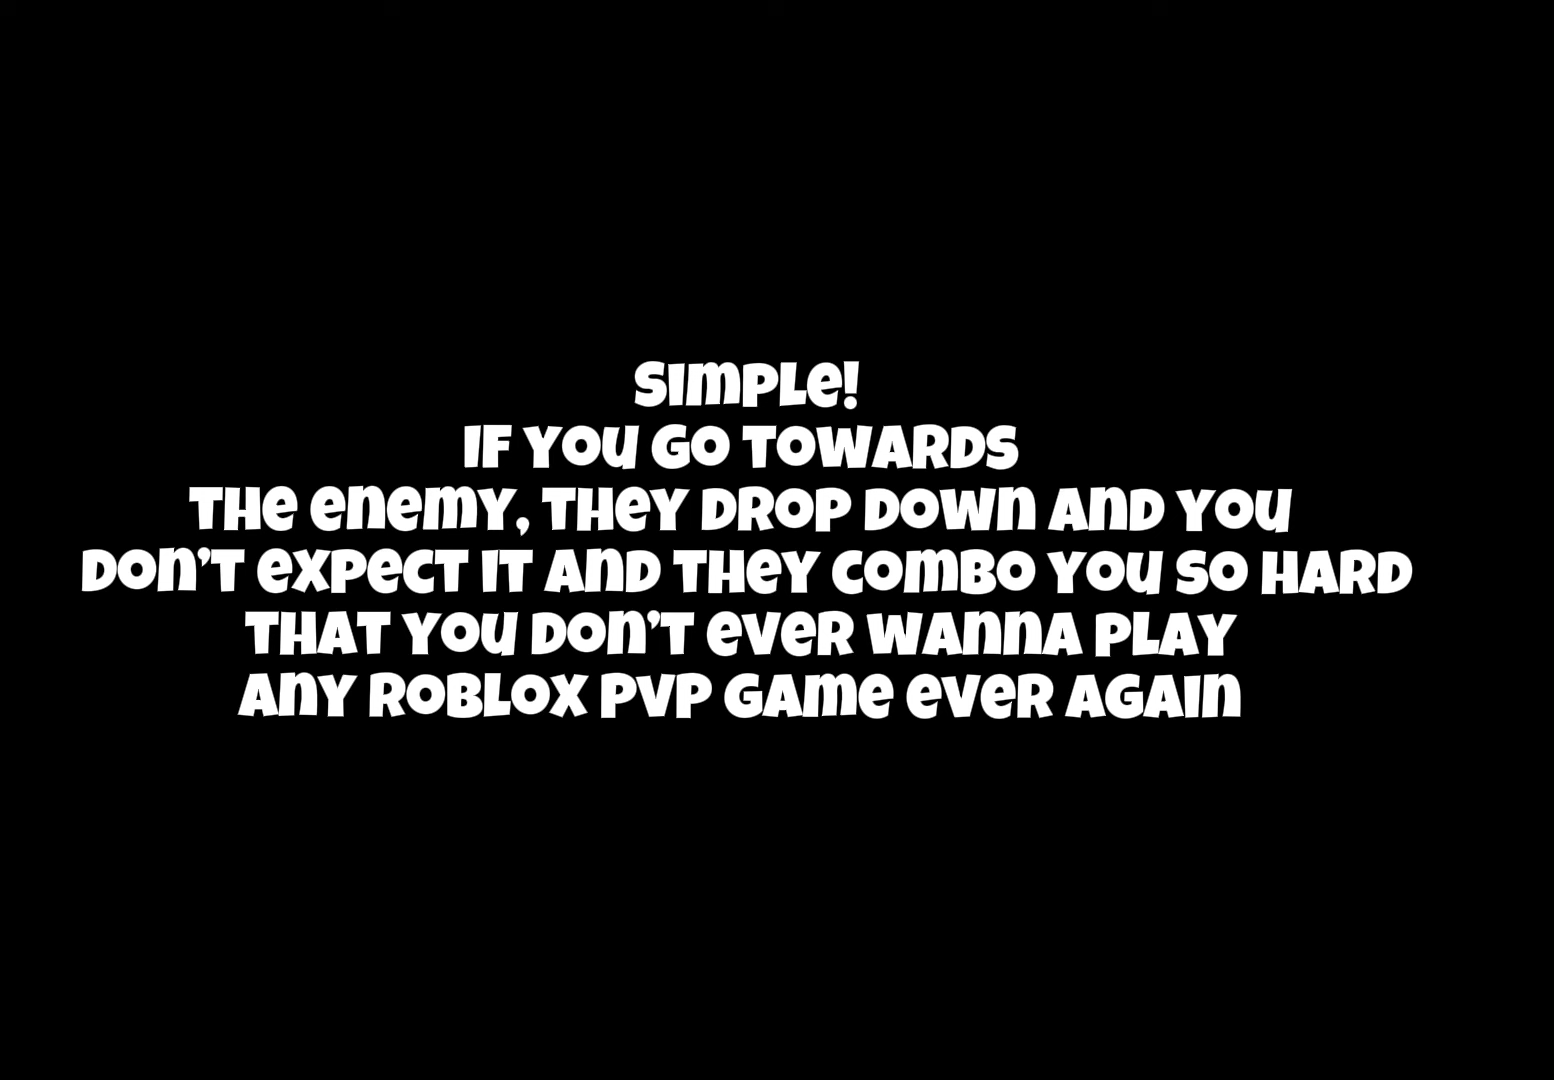 Simple!
If you go towards
the enemy, they drop down and you
don't expect it and they combo you so hard
that you don't ever wanna play
any roblox pvp game ever again